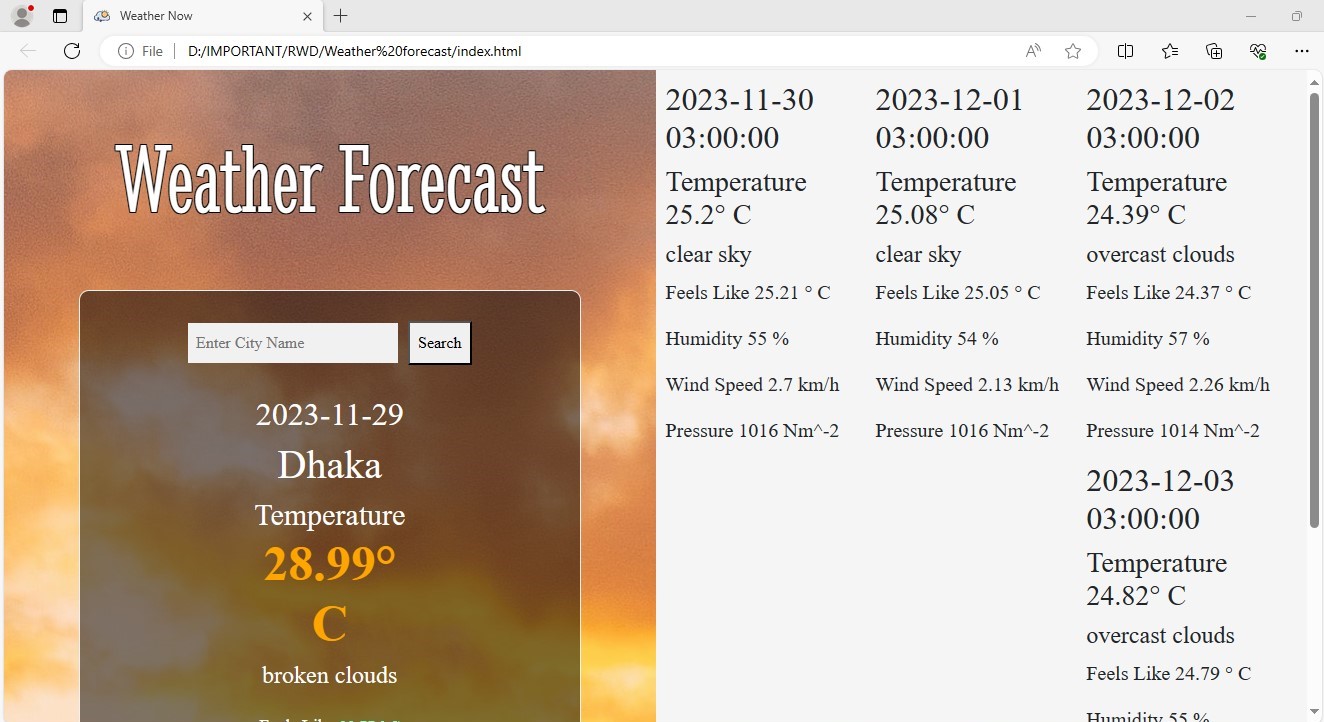 Weather Now
File
D:/IMPORTANT/RWD/Weather%20forecast/index.html
Weather Forecast
Enter City Name
Search
2023-11-29
Dhaka
Temperature
28.99°
C
broken clouds
2023-11-30
03:00:00
Temperature
25.2° C
clear sky
Feels Like 25.21 ° C
Humidity 55 %
Wind Speed 2.7 km/h
Pressure 1016 Nm^-2
2023-12-01
03:00:00
Temperature
25.08° C
clear sky
Feels Like 25.05 ° C
Humidity 54 %
Wind Speed 2.13 km/h
Pressure 1016 Nm^-2
2023-12-02
03:00:00
Temperature
24.39° C
overcast clouds
Feels Like 24.37 ° C
Humidity 57 %
Wind Speed 2.26 km/h
Pressure 1014 Nm^-2
2023-12-03
03:00:00
Temperature
24.82° C
overcast clouds
Feels Like 24.79 ° C
Humidity 55 %